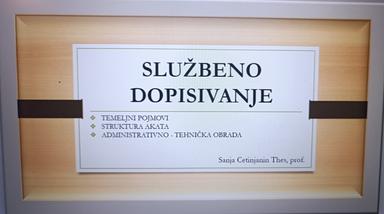 SLUŽBENO
DOPISIVANJE
❖ TEMELJNI POJMOVI
❖ STRUKTURA AKATA
❖ ADMINISTRATIVNO - TEHNIČKA OBRADA
Sanja Cetinjanin Thes, prof.